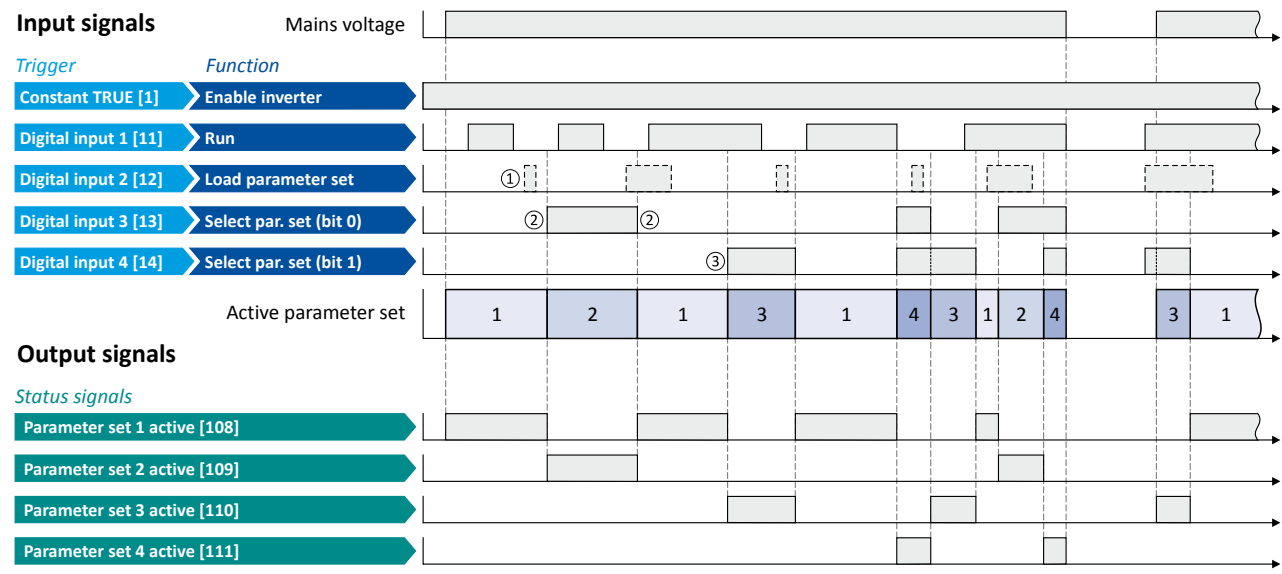 Input signals
Mains voltage
Trigger Function
Constant TRUE [1] Enable inverter
Digital input 1 [11] Run
Digital input 2 [12] Load parameter set ①
Digital input 3 [13] Select par. set (bit 0) ② ②
Digital input 4 [14] Select par. set (bit 1) ③
Active parameter set 1 2 1 3 1 4 3 1 2 4 3 1
Output signals
Status signals
Parameter set 1 active [108]
Parameter set 2 active [109]
Parameter set 3 active [110]
Parameter set 4 active [111]